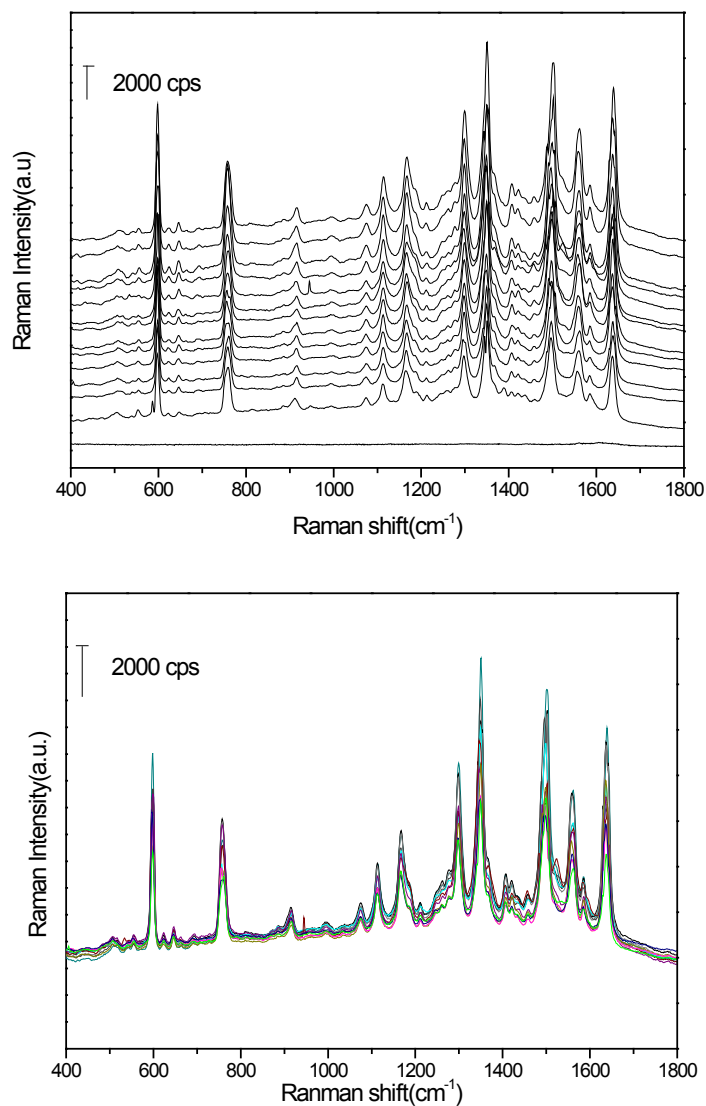 2000 cps
Raman Intensity(a.u)
400 600 800 1000 1200 1400 1600 1800
Raman shift(cm⁻¹)
2000 cps
Raman Intensity(a.u.)
400 600 800 1000 1200 1400 1600 1800
Ranman shift(cm⁻¹)